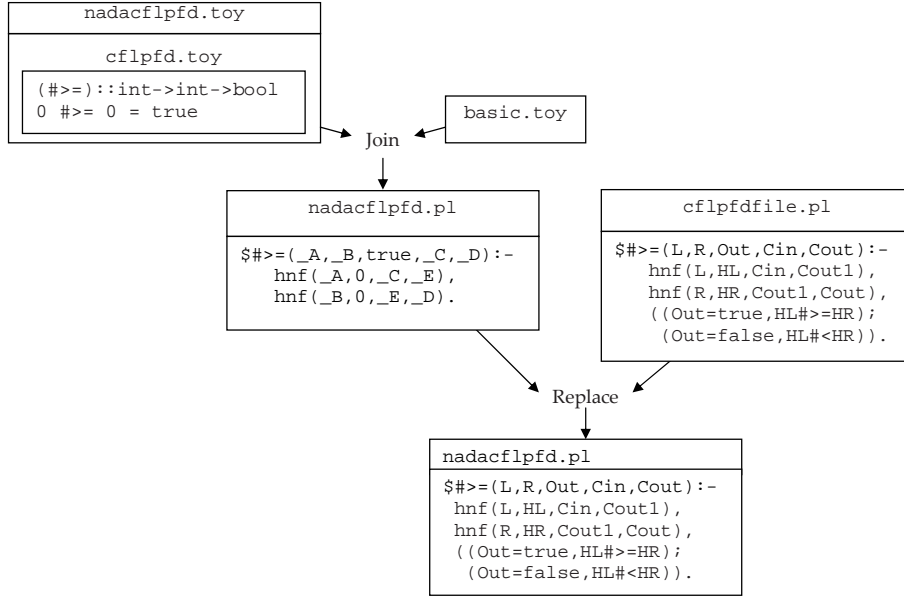 nadacflpfd.toy
cflpfd.toy
(#>=)::int->int->bool
0 #>= 0 = true
basic.toy
Join
nadacflpfd.pl
$#>=(_A,_B,true,_C,_D):-
hnf(_A,0,_C,_E),
hnf(_B,0,_E,_D).
cflpfdfile.pl
$#>=(L,R,Out,Cin,Cout):-
hnf(L,HL,Cin,Cout1),
hnf(R,HR,Cout1,Cout),
((Out=true,HL#>=HR);
(Out=false,HL#<HR)).
Replace
nadacflpfd.pl
$#>=(L,R,Out,Cin,Cout):-
hnf(L,HL,Cin,Cout1),
hnf(R,HR,Cout1,Cout),
((Out=true,HL#>=HR);
(Out=false,HL#<HR)).